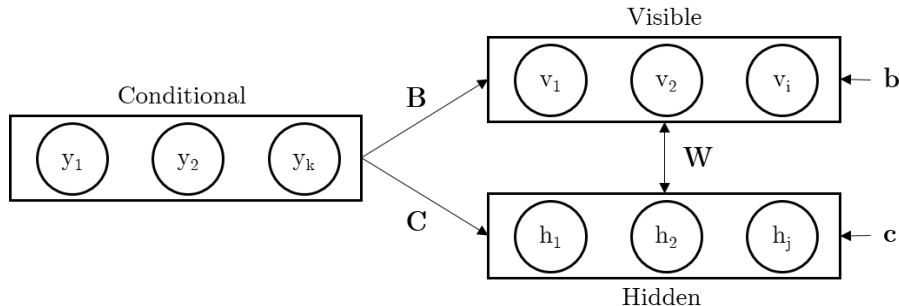 Visible
v₁ v₂ vᵢ
b
B
Conditional
y₁ y₂ yₖ
W
C
h₁ h₂ hⱼ
c
Hidden